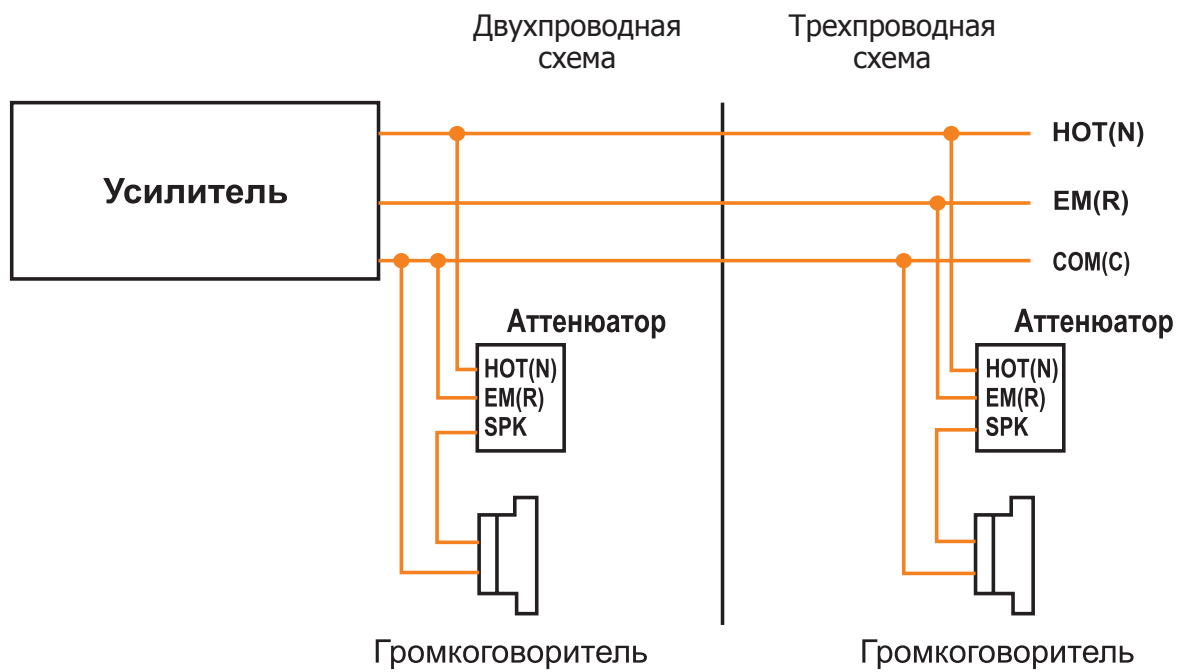 Двухпроводная
схема
Трехпроводная
схема
Усилитель
HOT(N)
EM(R)
COM(C)
Аттенюатор
HOT(N)
EM(R)
SPK
Громкоговоритель
Аттенюатор
HOT(N)
EM(R)
SPK
Громкоговоритель